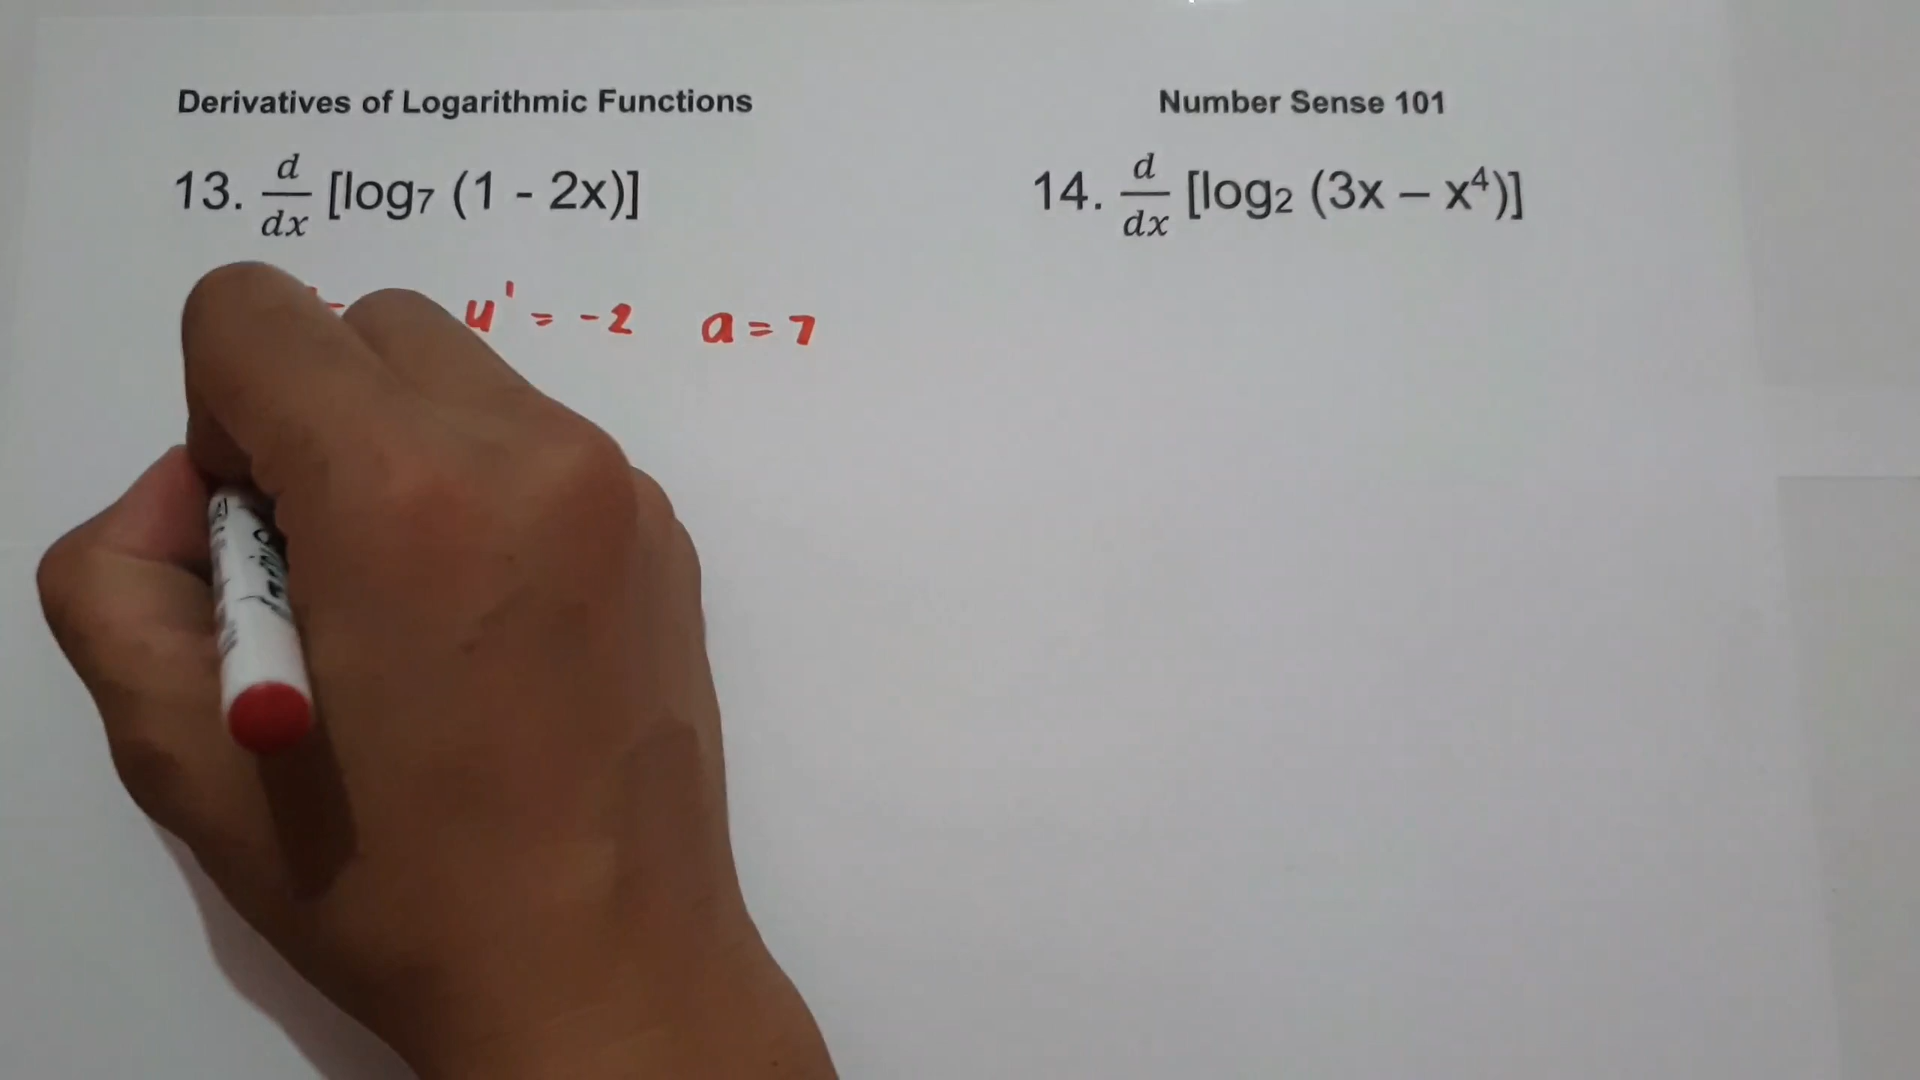 Derivatives of Logarithmic Functions
Number Sense 101
13. d/dx [log₇ (1 - 2x)]
14. d/dx [log₂ (3x – x⁴)]
u' = -2 a = 7